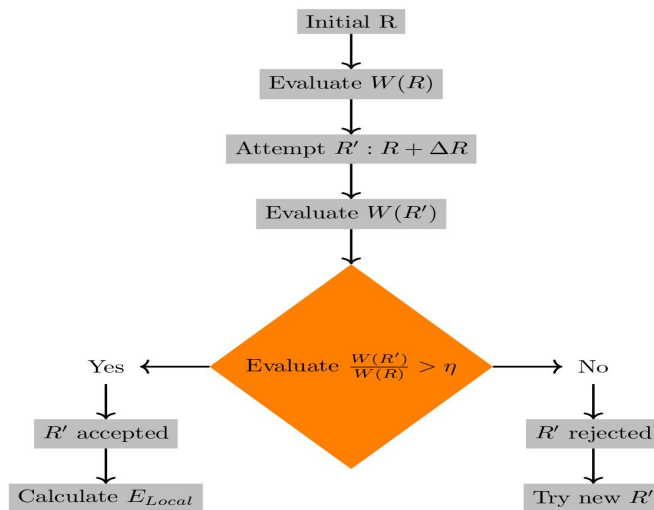 Initial R
Evaluate W(R)
Attempt R′ : R + ΔR
Evaluate W(R′)
Evaluate W(R′)/W(R) > η
Yes
No
R′ accepted
R′ rejected
Calculate E_Local
Try new R′